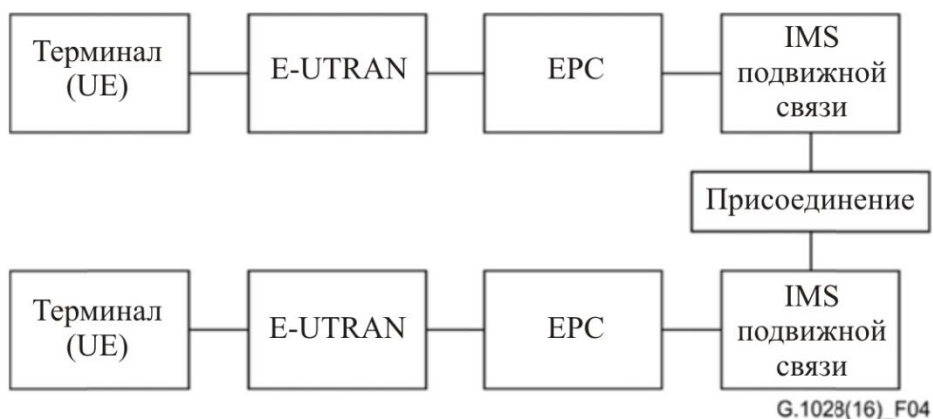 Терминал
(UE)
E-UTRAN
EPC
IMS
подвижной
связи
Присоединение
Терминал
(UE)
E-UTRAN
EPC
IMS
подвижной
связи
G.1028(16)_F04